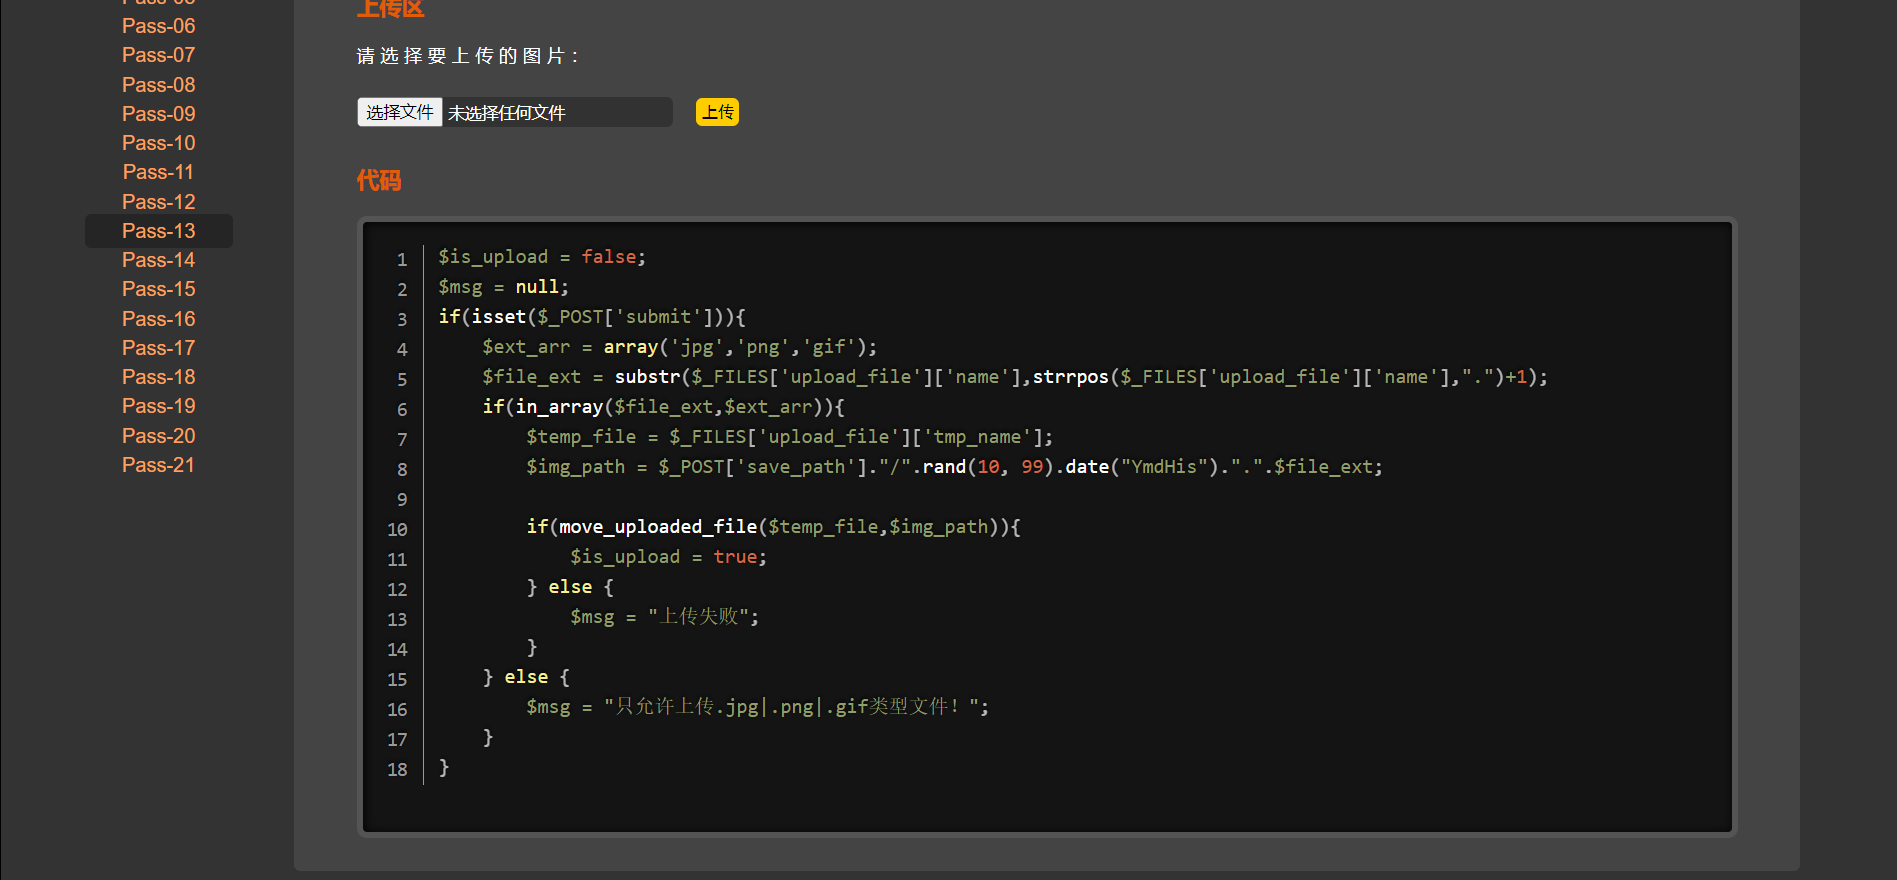 Pass-06
Pass-07
Pass-08
Pass-09
Pass-10
Pass-11
Pass-12
Pass-13
Pass-14
Pass-15
Pass-16
Pass-17
Pass-18
Pass-19
Pass-20
Pass-21
上传区
请选择要上传的图片：
选择文件 未选择任何文件 上传
代码
1 $is_upload = false;
2 $msg = null;
3 if(isset($_POST['submit'])){
4     $ext_arr = array('jpg','png','gif');
5     $file_ext = substr($_FILES['upload_file']['name'],strrpos($_FILES['upload_file']['name'],".")+1);
6     if(in_array($file_ext,$ext_arr)){
7         $temp_file = $_FILES['upload_file']['tmp_name'];
8         $img_path = $_POST['save_path']."/".rand(10, 99).date("YmdHis").".".$file_ext;
9
10         if(move_uploaded_file($temp_file,$img_path)){
11             $is_upload = true;
12         } else {
13             $msg = "上传失败";
14         }
15     } else {
16         $msg = "只允许上传.jpg|.png|.gif类型文件！";
17     }
18 }